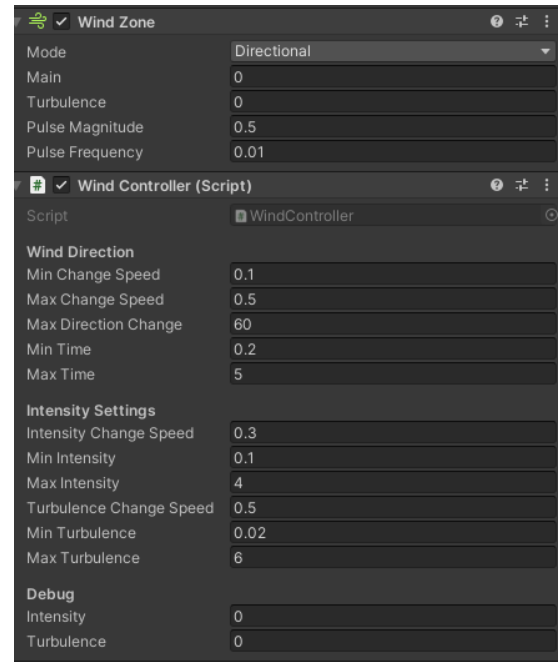 Wind Zone
Mode Directional
Main 0
Turbulence 0
Pulse Magnitude 0.5
Pulse Frequency 0.01
# Wind Controller (Script)
Script # WindController
Wind Direction
Min Change Speed 0.1
Max Change Speed 0.5
Max Direction Change 60
Min Time 0.2
Max Time 5
Intensity Settings
Intensity Change Speed 0.3
Min Intensity 0.1
Max Intensity 4
Turbulence Change Speed 0.5
Min Turbulence 0.02
Max Turbulence 6
Debug
Intensity 0
Turbulence 0